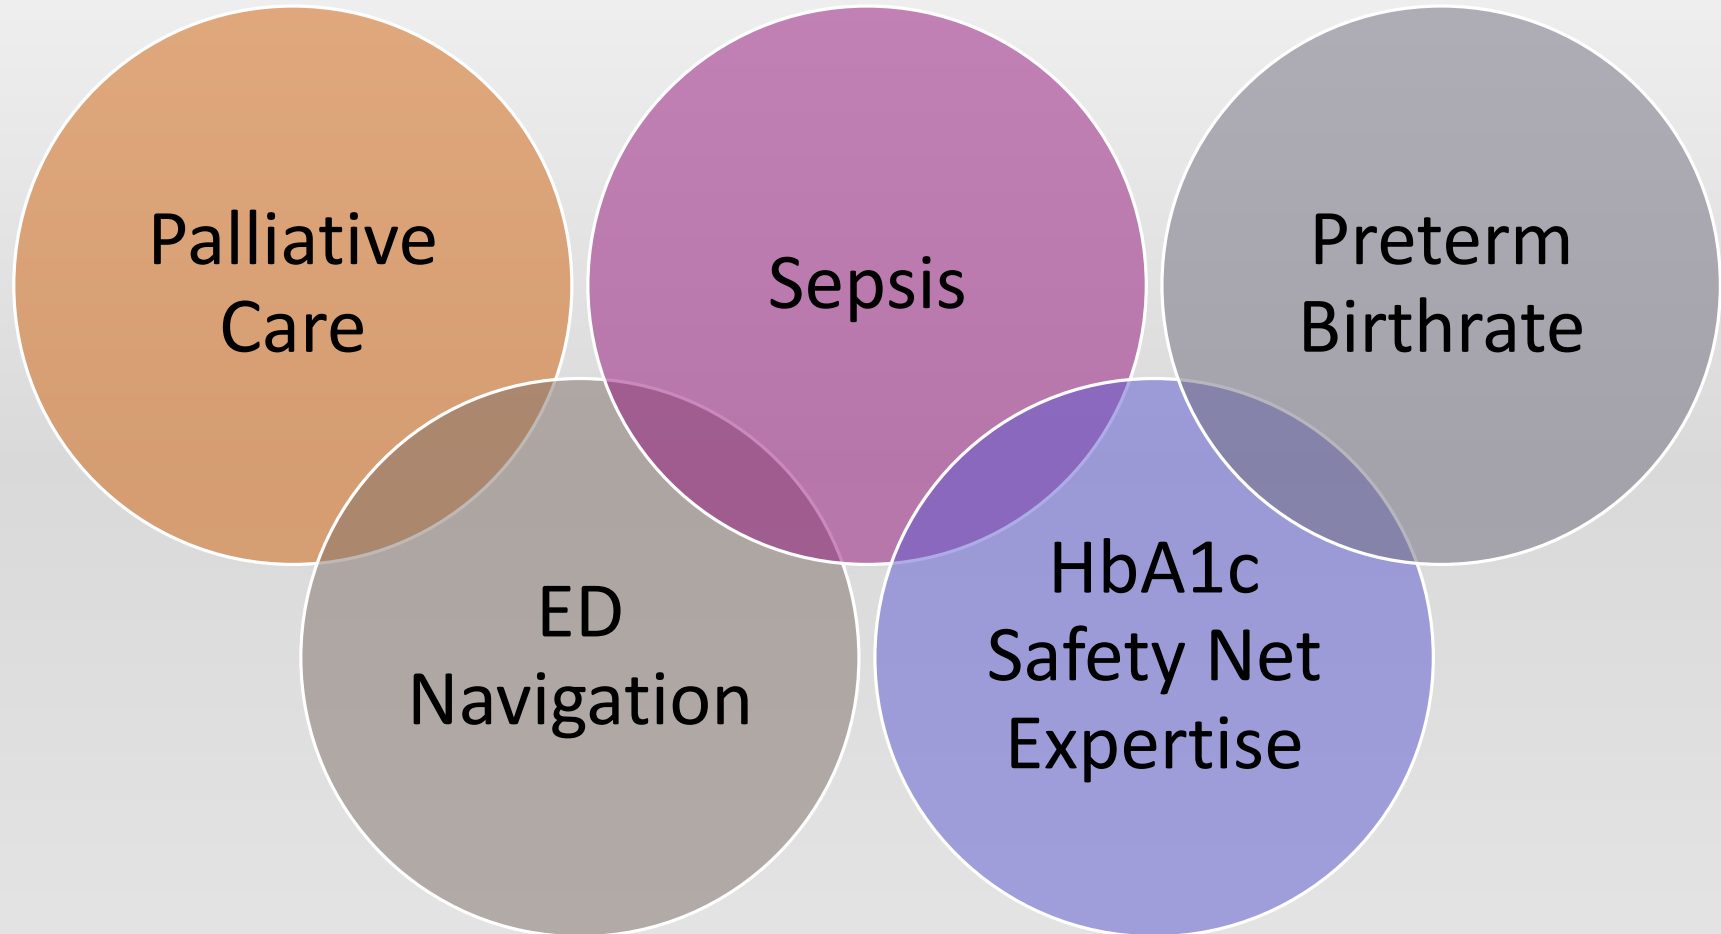 Palliative
Care
Sepsis
Preterm
Birthrate
ED
Navigation
HbA1c
Safety Net
Expertise